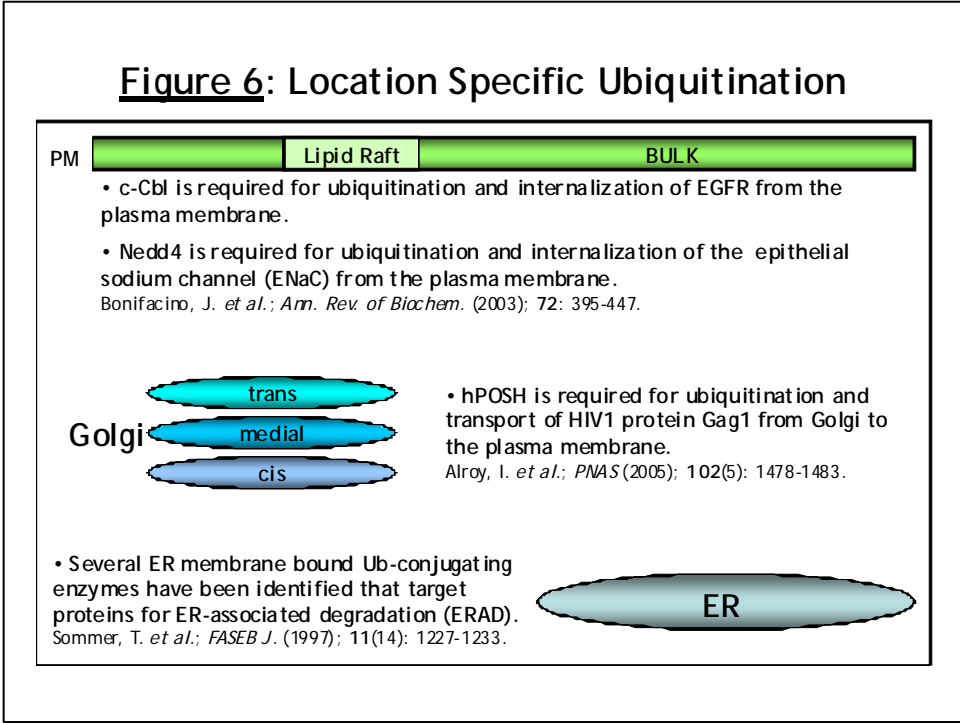 Figure 6: Location Specific Ubiquitination
PM
Lipid Raft
BULK
• c-Cbl is required for ubiquitination and internalization of EGFR from the
plasma membrane.
• Nedd4 is required for ubiquitination and internalization of the epithelial
sodium channel (ENaC) from the plasma membrane.
Bonifacino, J. et al.; Ann. Rev. of Biochem. (2003); 72: 395-447.
Golgi
trans
medial
cis
• hPOSH is required for ubiquitination and
transport of HIV1 protein Gag1 from Golgi to
the plasma membrane.
Alroy, I. et al.; PNAS (2005); 102(5): 1478-1483.
• Several ER membrane bound Ub-conjugating
enzymes have been identified that target
proteins for ER-associated degradation (ERAD).
Sommer, T. et al.; FASEB J. (1997); 11(14): 1227-1233.
ER